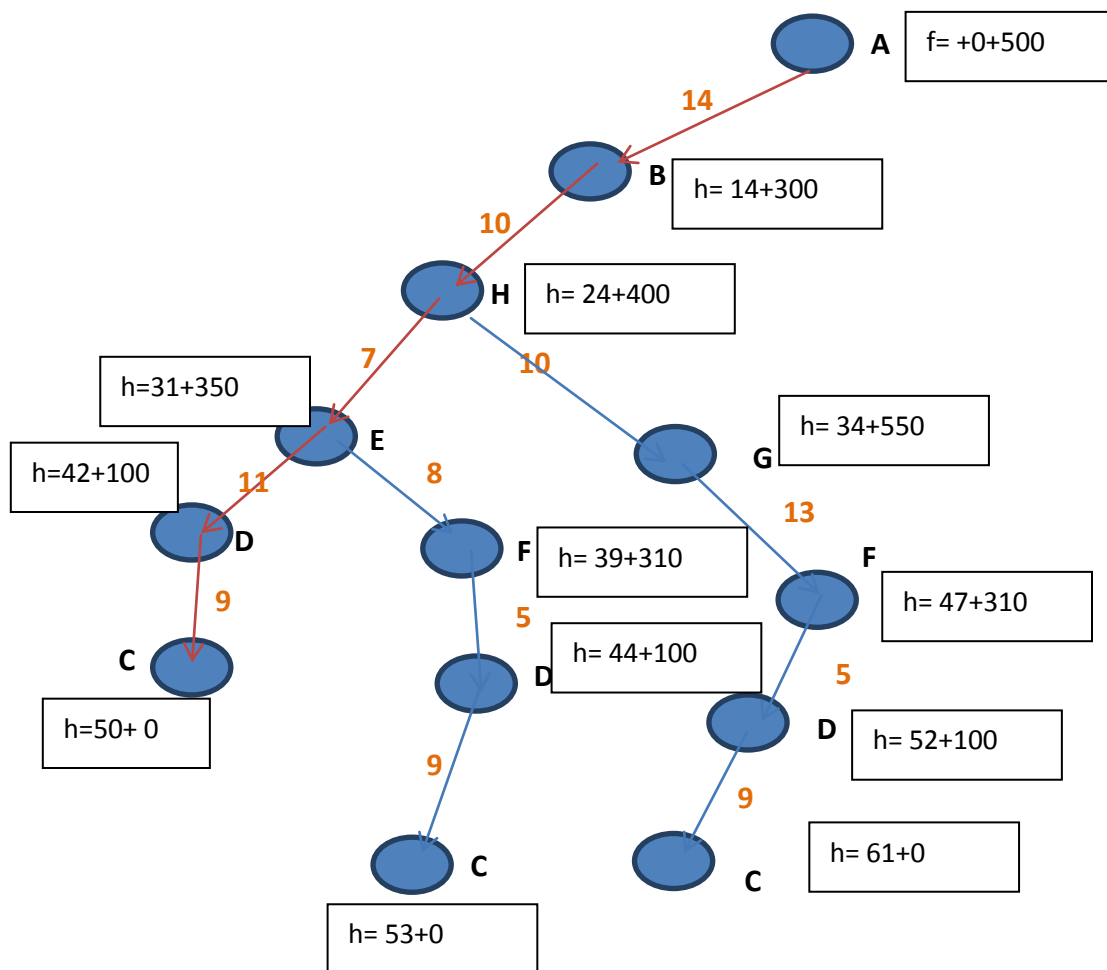 A
f= +0+500
14
B
h= 14+300
10
H
h= 24+400
7
10
h=31+350
E
G
h= 34+550
h=42+100
11
8
13
D
F
h= 39+310
F
h= 47+310
9
5
h= 44+100
5
C
D
D
h= 52+100
h=50+ 0
9
9
C
C
h= 61+0
h= 53+0